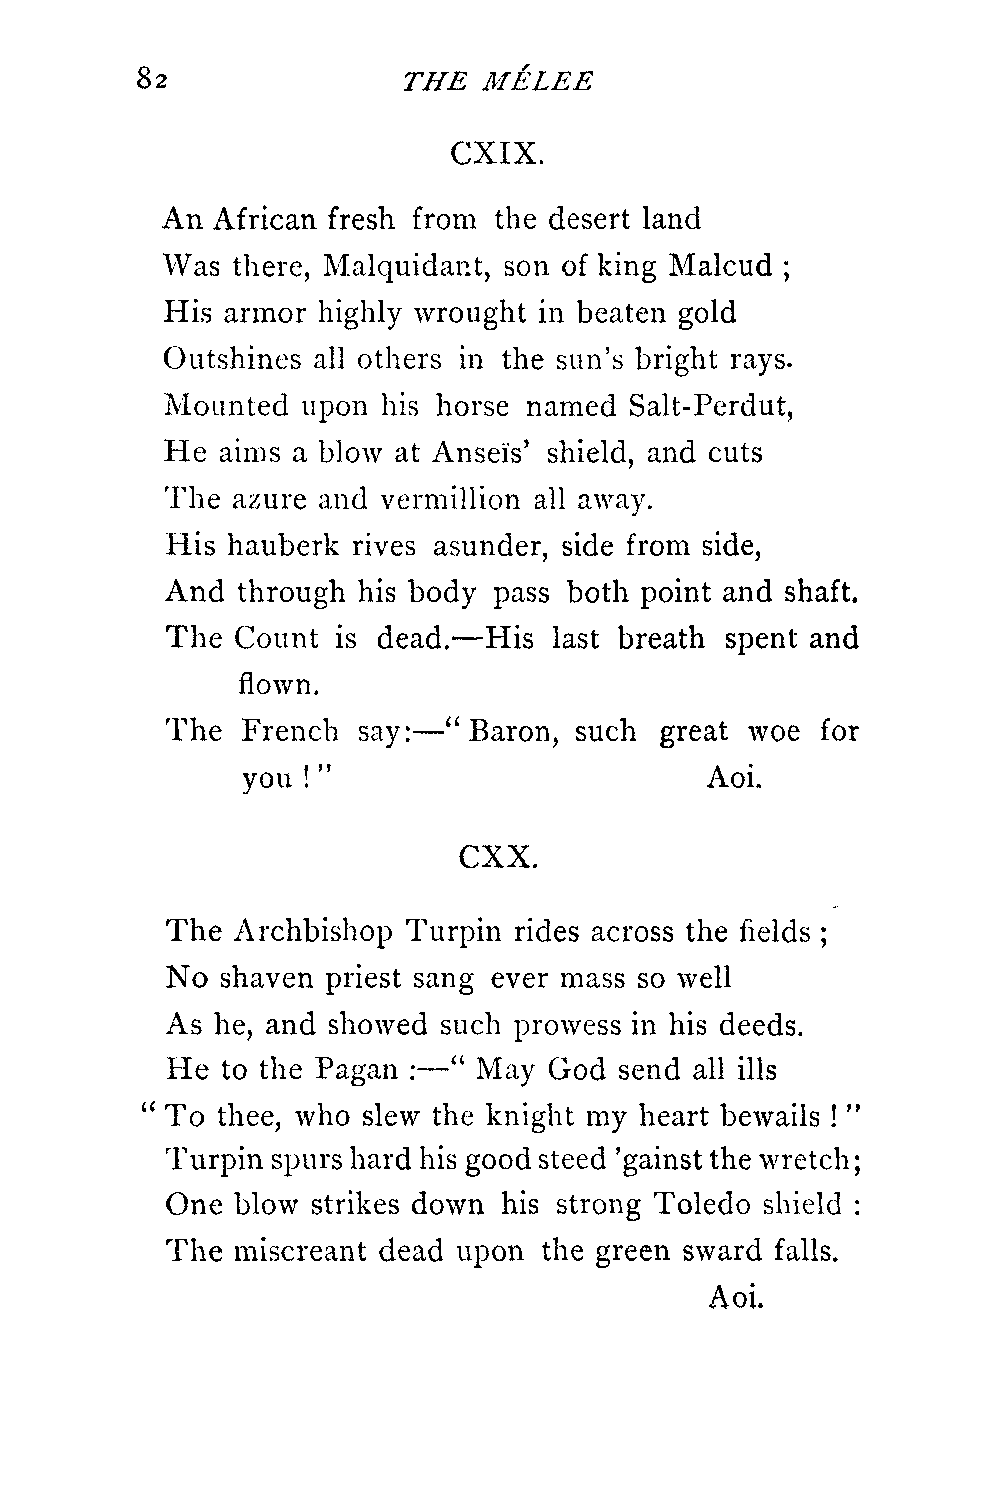 82 THE MÉLEE
CXIX.
An African fresh from the desert land
Was there, Malquidant, son of king Malcud ;
His armor highly wrought in beaten gold
Outshines all others in the sun's bright rays.
Mounted upon his horse named Salt-Perdut,
He aims a blow at Anseïs' shield, and cuts
The azure and vermillion all away.
His hauberk rives asunder, side from side,
And through his body pass both point and shaft.
The Count is dead.—His last breath spent and
flown.
The French say:—“ Baron, such great woe for
you ! ” Aoi.
CXX.
The Archbishop Turpin rides across the fields ;
No shaven priest sang ever mass so well
As he, and showed such prowess in his deeds.
He to the Pagan :—“ May God send all ills
“ To thee, who slew the knight my heart bewails ! ”
Turpin spurs hard his good steed 'gainst the wretch;
One blow strikes down his strong Toledo shield :
The miscreant dead upon the green sward falls.
Aoi.